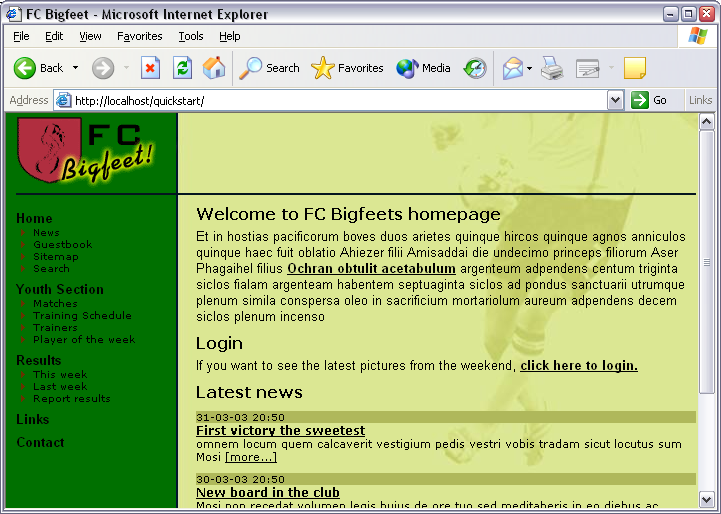 FC Bigfeet - Microsoft Internet Explorer
File Edit View Favorites Tools Help
Back Search Favorites Media
Address http://localhost/quickstart/ Go Links
FC
Bigfeet!
Home
News
Guestbook
Sitemap
Search
Youth Section
Matches
Training Schedule
Trainers
Player of the week
Results
This week
Last week
Report results
Links
Contact
Welcome to FC Bigfeets homepage
Et in hostias pacificorum boves duos arietes quinque hircos quinque agnos anniculos
quinque haec fuit oblatio Ahiezer filii Amisaddai die undecimo princeps filiorum Aser
Phagaihel filius Ochran obtulit acetabulum argenteum adpendens centum triginta
siclos fialam argenteam habentem septuaginta siclos ad pondus sanctuarii utrumque
plenum simila conspersa oleo in sacrificium mortariolum aureum adpendens decem
siclos plenum incenso
Login
If you want to see the latest pictures from the weekend, click here to login.
Latest news
31-03-03 20:50
First victory the sweetest
omnem locum quem calcaverit vestigium pedis vestri vobis tradam sicut locutus sum
Mosi [more...]
30-03-03 20:50
New board in the club
Mosi non recedat volumen legis huius de ore tuo sed meditaberis in eo diebus ac